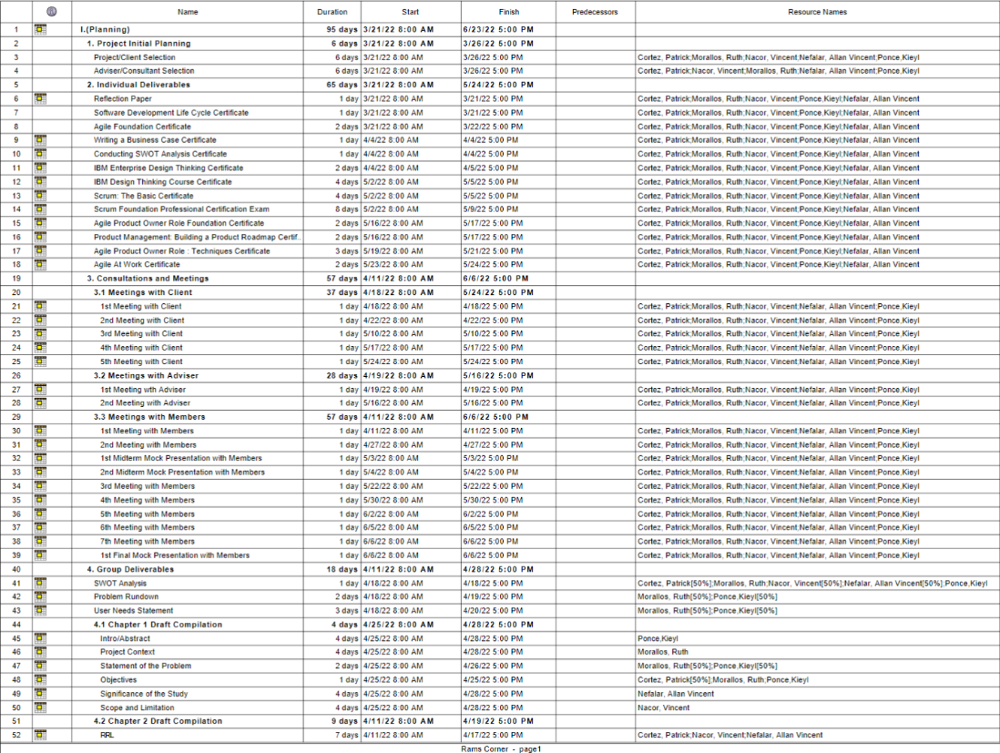 Name Duration Start Finish Predecessors Resource Names
1 I.(Planning) 95 days 3/21/22 8:00 AM 6/23/22 5:00 PM
2 1. Project Initial Planning 6 days 3/21/22 8:00 AM 3/26/22 5:00 PM
3 Project/Client Selection 6 days 3/21/22 8:00 AM 3/26/22 5:00 PM Cortez, Patrick;Morallos, Ruth;Nacor, Vincent;Nefalar, Allan Vincent;Ponce,Kieyl
4 Adviser/Consultant Selection 6 days 3/21/22 8:00 AM 3/26/22 5:00 PM Cortez, Patrick;Nacor, Vincent;Morallos, Ruth;Nefalar, Allan Vincent;Ponce,Kieyl
5 2. Individual Deliverables 65 days 3/21/22 8:00 AM 5/24/22 5:00 PM
6 Reflection Paper 1 day 3/21/22 8:00 AM 3/21/22 5:00 PM Cortez, Patrick;Morallos, Ruth;Nacor, Vincent;Ponce,Kieyl;Nefalar, Allan Vincent
7 Software Development Life Cycle Certificate 1 day 3/21/22 8:00 AM 3/21/22 5:00 PM Cortez, Patrick;Morallos, Ruth;Nacor, Vincent;Ponce,Kieyl;Nefalar, Allan Vincent
8 Agile Foundation Certificate 2 days 3/21/22 8:00 AM 3/22/22 5:00 PM Cortez, Patrick;Morallos, Ruth;Nacor, Vincent;Ponce,Kieyl;Nefalar, Allan Vincent
9 Writing a Business Case Certificate 1 day 4/4/22 8:00 AM 4/4/22 5:00 PM Cortez, Patrick;Morallos, Ruth;Nacor, Vincent;Ponce,Kieyl;Nefalar, Allan Vincent
10 Conducting SWOT Analysis Certificate 1 day 4/4/22 8:00 AM 4/4/22 5:00 PM Cortez, Patrick;Morallos, Ruth;Nacor, Vincent;Ponce,Kieyl;Nefalar, Allan Vincent
11 IBM Enterprise Design Thinking Certificate 2 days 4/4/22 8:00 AM 4/5/22 5:00 PM Cortez, Patrick;Morallos, Ruth;Nacor, Vincent;Ponce,Kieyl;Nefalar, Allan Vincent
12 IBM Design Thinking Course Certificate 4 days 5/2/22 8:00 AM 5/5/22 5:00 PM Cortez, Patrick;Morallos, Ruth;Nacor, Vincent;Ponce,Kieyl;Nefalar, Allan Vincent
13 Scrum: The Basic Certificate 4 days 5/2/22 8:00 AM 5/5/22 5:00 PM Cortez, Patrick;Morallos, Ruth;Nacor, Vincent;Ponce,Kieyl;Nefalar, Allan Vincent
14 Scrum Foundation Professional Certification Exam 8 days 5/2/22 8:00 AM 5/9/22 5:00 PM Cortez, Patrick;Morallos, Ruth;Nacor, Vincent;Ponce,Kieyl;Nefalar, Allan Vincent
15 Agile Product Owner Role Foundation Certificate 2 days 5/16/22 8:00 AM 5/17/22 5:00 PM Cortez, Patrick;Morallos, Ruth;Nacor, Vincent;Ponce,Kieyl;Nefalar, Allan Vincent
16 Product Management: Building a Product Roadmap Certif.. 2 days 5/16/22 8:00 AM 5/17/22 5:00 PM Cortez, Patrick;Morallos, Ruth;Nacor, Vincent;Ponce,Kieyl;Nefalar, Allan Vincent
17 Agile Product Owner Role : Techniques Certificate 3 days 5/19/22 8:00 AM 5/21/22 5:00 PM Cortez, Patrick;Morallos, Ruth;Nacor, Vincent;Ponce,Kieyl;Nefalar, Allan Vincent
18 Agile At Work Certificate 2 days 5/23/22 8:00 AM 5/24/22 5:00 PM Cortez, Patrick;Morallos, Ruth;Nacor, Vincent;Ponce,Kieyl;Nefalar, Allan Vincent
19 3. Consultations and Meetings 57 days 4/11/22 8:00 AM 6/6/22 5:00 PM
20 3.1 Meetings with Client 37 days 4/18/22 8:00 AM 5/24/22 5:00 PM
21 1st Meeting with Client 1 day 4/18/22 8:00 AM 4/18/22 5:00 PM Cortez, Patrick;Morallos, Ruth;Nacor, Vincent;Nefalar, Allan Vincent;Ponce,Kieyl
22 2nd Meeting with Client 1 day 4/22/22 8:00 AM 4/22/22 5:00 PM Cortez, Patrick;Morallos, Ruth;Nacor, Vincent;Nefalar, Allan Vincent;Ponce,Kieyl
23 3rd Meeting with Client 1 day 5/10/22 8:00 AM 5/10/22 5:00 PM Cortez, Patrick;Morallos, Ruth;Nacor, Vincent;Nefalar, Allan Vincent;Ponce,Kieyl
24 4th Meeting with Client 1 day 5/17/22 8:00 AM 5/17/22 5:00 PM Cortez, Patrick;Morallos, Ruth;Nacor, Vincent;Nefalar, Allan Vincent;Ponce,Kieyl
25 5th Meeting with Client 1 day 5/24/22 8:00 AM 5/24/22 5:00 PM Cortez, Patrick;Morallos, Ruth;Nacor, Vincent;Nefalar, Allan Vincent;Ponce,Kieyl
26 3.2 Meetings with Adviser 28 days 4/19/22 8:00 AM 5/16/22 5:00 PM
27 1st Meeting wth Adviser 1 day 4/19/22 8:00 AM 4/19/22 5:00 PM Cortez, Patrick;Morallos, Ruth;Nacor, Vincent;Nefalar, Allan Vincent;Ponce,Kieyl
28 2nd Meeting with Adviser 1 day 5/16/22 8:00 AM 5/16/22 5:00 PM Cortez, Patrick;Morallos, Ruth;Nacor, Vincent;Nefalar, Allan Vincent;Ponce,Kieyl
29 3.3 Meetings with Members 57 days 4/11/22 8:00 AM 6/6/22 5:00 PM
30 1st Meeting with Members 1 day 4/11/22 8:00 AM 4/11/22 5:00 PM Cortez, Patrick;Morallos, Ruth;Nacor, Vincent;Nefalar, Allan Vincent;Ponce,Kieyl
31 2nd Meeting with Members 1 day 4/27/22 8:00 AM 4/27/22 5:00 PM Cortez, Patrick;Morallos, Ruth;Nacor, Vincent;Nefalar, Allan Vincent;Ponce,Kieyl
32 1st Midterm Mock Presentation with Members 1 day 5/3/22 8:00 AM 5/3/22 5:00 PM Cortez, Patrick;Morallos, Ruth;Nacor, Vincent;Nefalar, Allan Vincent;Ponce,Kieyl
33 2nd Midterm Mock Presentation with Members 1 day 5/4/22 8:00 AM 5/4/22 5:00 PM Cortez, Patrick;Morallos, Ruth;Nacor, Vincent;Nefalar, Allan Vincent;Ponce,Kieyl
34 3rd Meeting with Members 1 day 5/22/22 8:00 AM 5/22/22 5:00 PM Cortez, Patrick;Morallos, Ruth;Nacor, Vincent;Nefalar, Allan Vincent;Ponce,Kieyl
35 4th Meeting with Members 1 day 5/30/22 8:00 AM 5/30/22 5:00 PM Cortez, Patrick;Morallos, Ruth;Nacor, Vincent;Nefalar, Allan Vincent;Ponce,Kieyl
36 5th Meeting with Members 1 day 6/2/22 8:00 AM 6/2/22 5:00 PM Cortez, Patrick;Morallos, Ruth;Nacor, Vincent;Nefalar, Allan Vincent;Ponce,Kieyl
37 6th Meeting with Members 1 day 6/5/22 8:00 AM 6/5/22 5:00 PM Cortez, Patrick;Morallos, Ruth;Nacor, Vincent;Nefalar, Allan Vincent;Ponce,Kieyl
38 7th Meeting with Members 1 day 6/6/22 8:00 AM 6/6/22 5:00 PM Cortez, Patrick;Morallos, Ruth;Nacor, Vincent;Nefalar, Allan Vincent;Ponce,Kieyl
39 1st Final Mock Presentation with Members 1 day 6/6/22 8:00 AM 6/6/22 5:00 PM Cortez, Patrick;Morallos, Ruth;Nacor, Vincent;Nefalar, Allan Vincent;Ponce,Kieyl
40 4. Group Deliverables 18 days 4/11/22 8:00 AM 4/28/22 5:00 PM
41 SWOT Analysis 1 day 4/18/22 8:00 AM 4/18/22 5:00 PM Cortez, Patrick[50%];Morallos, Ruth;Nacor, Vincent[50%];Nefalar, Allan Vincent[50%];Ponce,Kieyl
42 Problem Rundown 2 days 4/18/22 8:00 AM 4/19/22 5:00 PM Morallos, Ruth[50%];Ponce,Kieyl[50%]
43 User Needs Statement 3 days 4/18/22 8:00 AM 4/20/22 5:00 PM Morallos, Ruth[50%];Ponce,Kieyl[50%]
44 4.1 Chapter 1 Draft Compilation 4 days 4/25/22 8:00 AM 4/28/22 5:00 PM
45 Intro/Abstract 4 days 4/25/22 8:00 AM 4/28/22 5:00 PM Ponce,Kieyl
46 Project Context 4 days 4/25/22 8:00 AM 4/28/22 5:00 PM Morallos, Ruth
47 Statement of the Problem 2 days 4/25/22 8:00 AM 4/26/22 5:00 PM Morallos, Ruth[50%];Ponce,Kieyl[50%]
48 Objectives 1 day 4/25/22 8:00 AM 4/25/22 5:00 PM Cortez, Patrick[50%];Morallos, Ruth;Ponce,Kieyl
49 Significance of the Study 4 days 4/25/22 8:00 AM 4/28/22 5:00 PM Nefalar, Allan Vincent
50 Scope and Limitation 4 days 4/25/22 8:00 AM 4/28/22 5:00 PM Nacor, Vincent
51 4.2 Chapter 2 Draft Compilation 9 days 4/11/22 8:00 AM 4/19/22 5:00 PM
52 RRL 7 days 4/11/22 8:00 AM 4/17/22 5:00 PM Cortez, Patrick;Nacor, Vincent;Nefalar, Allan Vincent
Rams Corner - page1